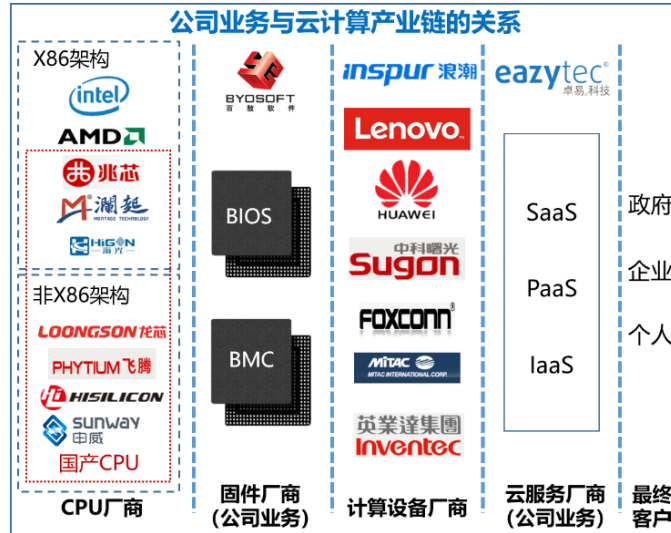 公司业务与云计算产业链的关系
X86架构
intel
AMD
兆芯
澜起
MONTAGE TECHNOLOGY
HiGON
海光
非X86架构
LOONGSON 龙芯
PHYTIUM 飞腾
HISILICON
SUNWAY
申威
国产CPU
CPU厂商
BYOSOFT
百敖软件
BIOS
BMC
固件厂商
(公司业务)
inspur 浪潮
Lenovo
HUAWEI
中科曙光
Sugon
FOXCONN®
MiTAC
MITAC INTERNATIONAL CORP.
英業達集團
Inventec
计算设备厂商
eazytec®
卓易科技
SaaS
PaaS
IaaS
云服务厂商
(公司业务)
政府
企业
个人
最终
客户